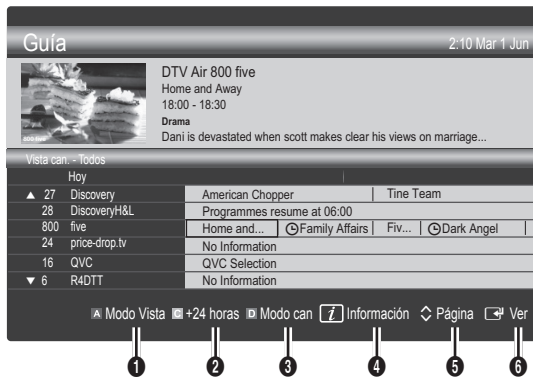 Guía 2:10 Mar 1 Jun
DTV Air 800 five
Home and Away
18:00 - 18:30
Drama
Dani is devastated when scott makes clear his views on marriage...
800 five
Vista can. - Todos
Hoy
▲ 27 Discovery American Chopper Tine Team
28 DiscoveryH&L Programmes resume at 06:00
800 five Home and... Family Affairs Fiv... Dark Angel
24 price-drop.tv No Information
16 QVC QVC Selection
▼ 6 R4DTT No Information
A Modo Vista C +24 horas D Modo can i Información Página Ver
1 2 3 4 5 6